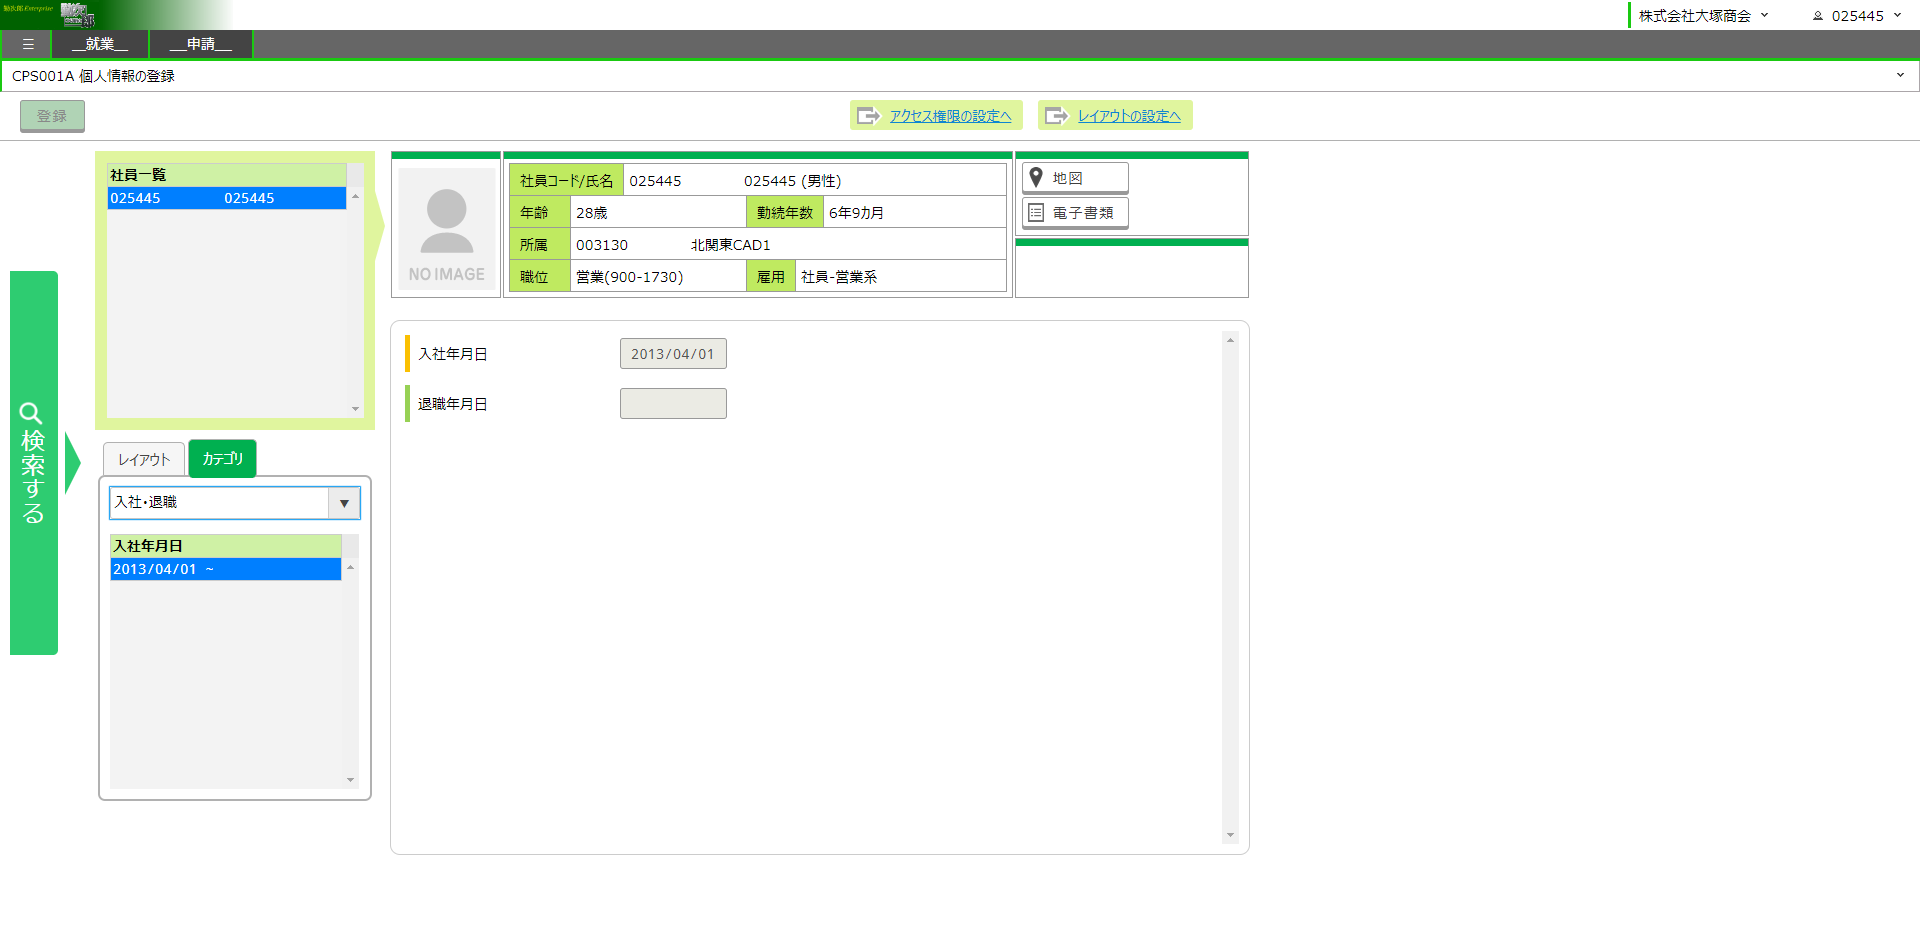 勤次郎 Enterprise
株式会社大塚商会
025445
☰
__就業__
__申請__
CPS001A 個人情報の登録
登録
アクセス権限の設定へ
レイアウトの設定へ
社員一覧
025445 025445
NO IMAGE
社員コード/氏名 025445 025445 (男性)
年齢 28歳 勤続年数 6年9カ月
所属 003130 北関東CAD1
職位 営業(900-1730) 雇用 社員-営業系
地図
電子書類
検索する
レイアウト
カテゴリ
入社・退職
▼
入社年月日
2013/04/01 ~
入社年月日 2013/04/01
退職年月日